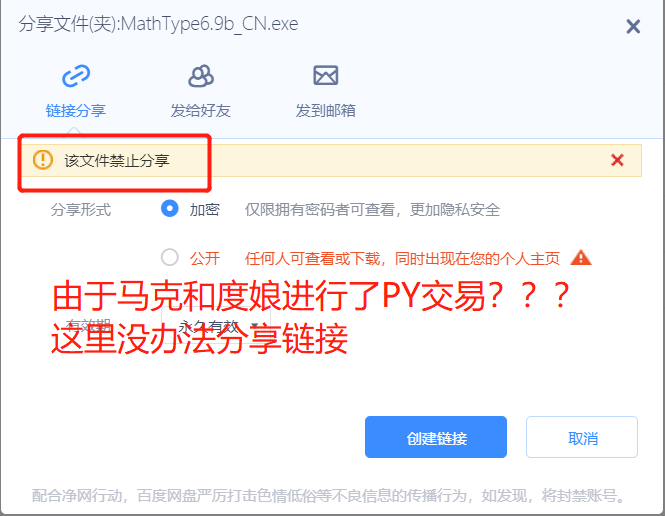 分享文件(夹):MathType6.9b_CN.exe
链接分享
发给好友
发到邮箱
该文件禁止分享
分享形式
加密
仅限拥有密码者可查看，更加隐私安全
公开
任何人可查看或下载，同时出现在您的个人主页
由于马克和度娘进行了PY交易？？？
有效期
永久有效
这里没办法分享链接
创建链接
取消
配合净网行动，百度网盘严厉打击色情低俗等不良信息的传播行为，如发现，将封禁账号。